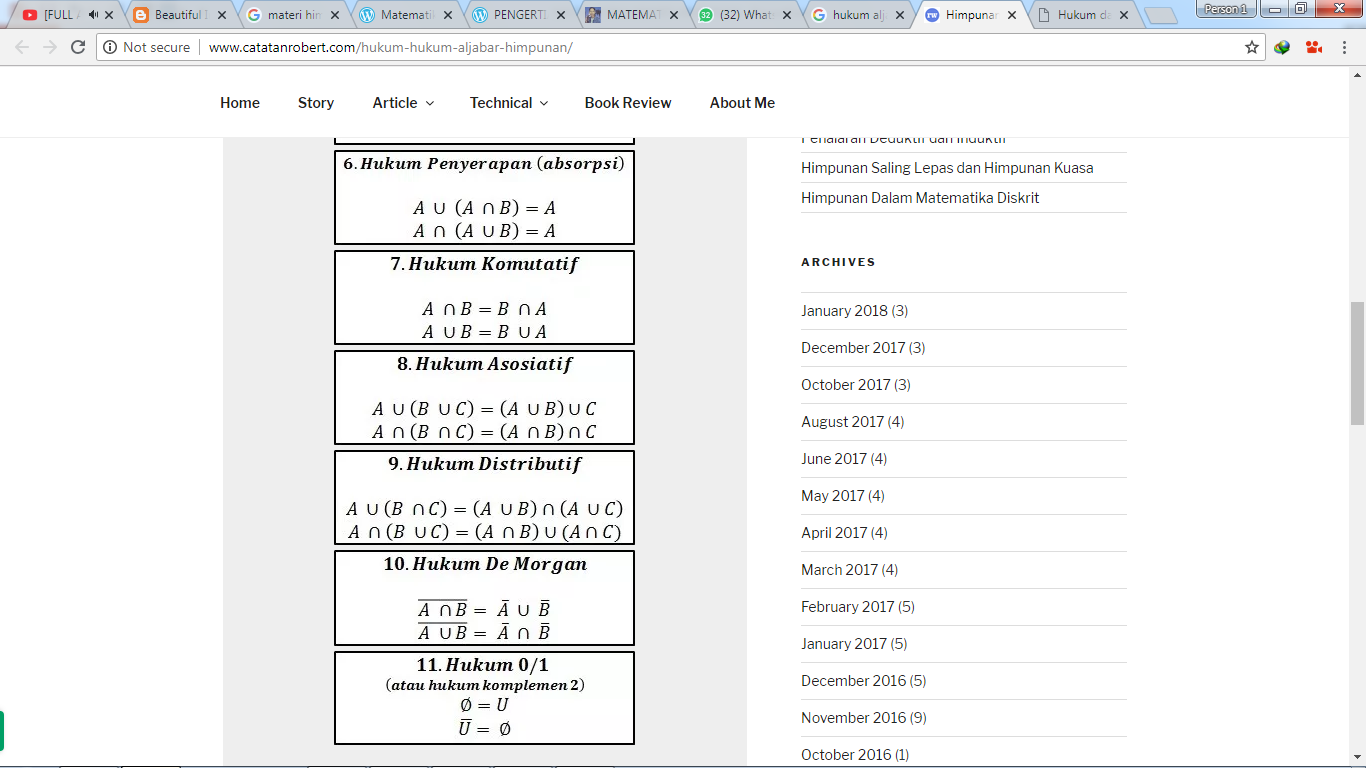 [FULL A
Beautiful I
materi him
Matematik
PENGERTI
MATEMAT
(32) What
hukum alj
Himpunan
Hukum da
Person 1
Not secure
www.catatanrobert.com/hukum-hukum-aljabar-himpunan/
Home Story Article Technical Book Review About Me
6. Hukum Penyerapan (absorpsi)
A ∪ (A ∩ B) = A
A ∩ (A ∪ B) = A
7. Hukum Komutatif
A ∩ B = B ∩ A
A ∪ B = B ∪ A
8. Hukum Asosiatif
A ∪ (B ∪ C) = (A ∪ B) ∪ C
A ∩ (B ∩ C) = (A ∩ B) ∩ C
9. Hukum Distributif
A ∪ (B ∩ C) = (A ∪ B) ∩ (A ∪ C)
A ∩ (B ∪ C) = (A ∩ B) ∪ (A ∩ C)
10. Hukum De Morgan
A̅ ̅∩̅ ̅B̅ = A̅ ∪ B̅
A̅ ̅∪̅ ̅B̅ = A̅ ∩ B̅
11. Hukum 0/1
(atau hukum komplemen 2)
∅ = U
U̅ = ∅
Penalaran Deduktif dan Induktif
Himpunan Saling Lepas dan Himpunan Kuasa
Himpunan Dalam Matematika Diskrit
ARCHIVES
January 2018 (3)
December 2017 (3)
October 2017 (3)
August 2017 (4)
June 2017 (4)
May 2017 (4)
April 2017 (4)
March 2017 (4)
February 2017 (5)
January 2017 (5)
December 2016 (5)
November 2016 (9)
October 2016 (1)